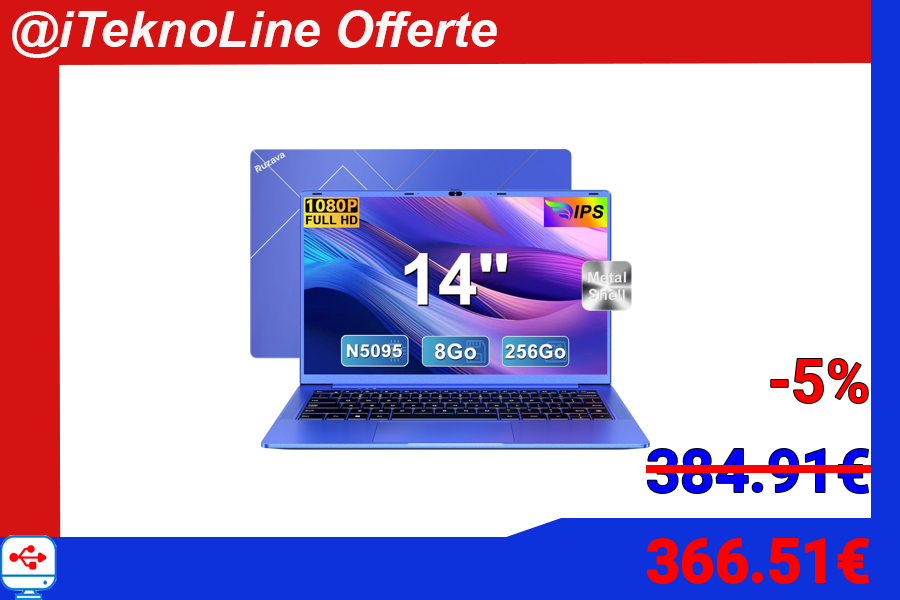 @iTeknoLine Offerte
Ruzava
1080P
FULL HD
IPS
14"
Metal
Shell
N5095
8Go
256Go
-5%
384.91€
366.51€